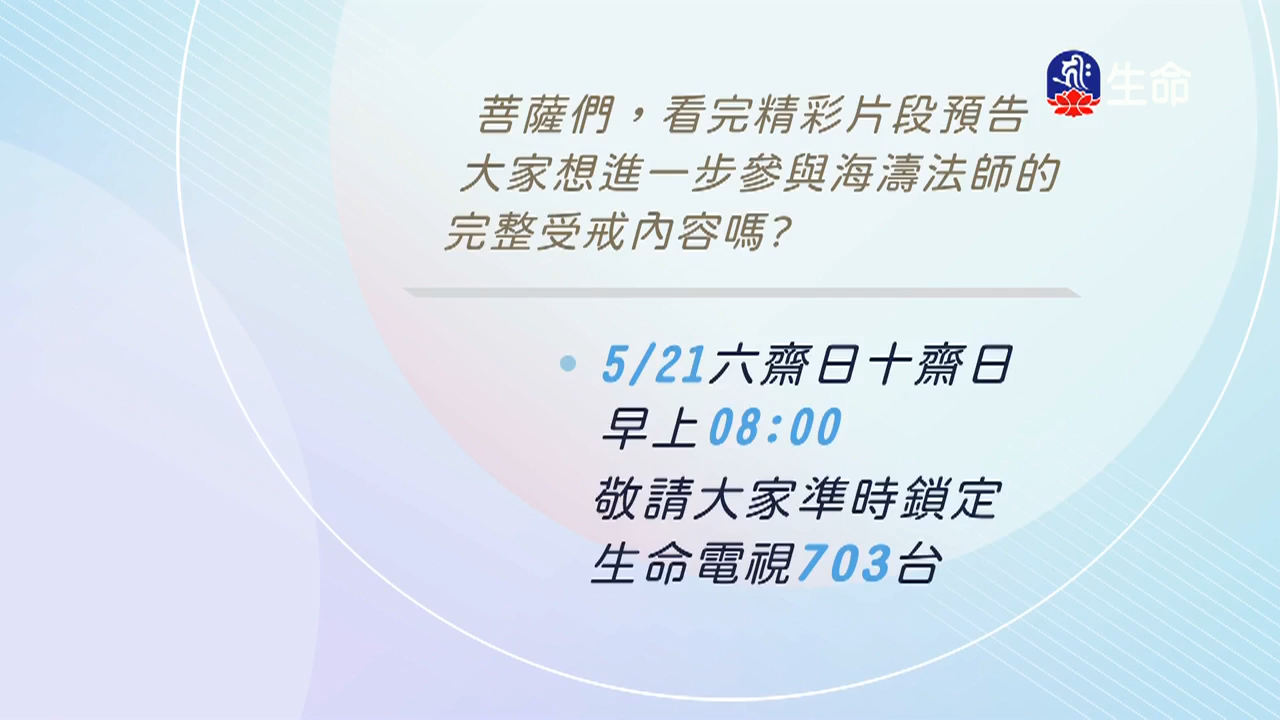 生命
菩薩們，看完精彩片段預告
大家想進一步參與海濤法師的
完整受戒內容嗎?
• 5/21六齋日十齋日
早上08:00
敬請大家準時鎖定
生命電視703台